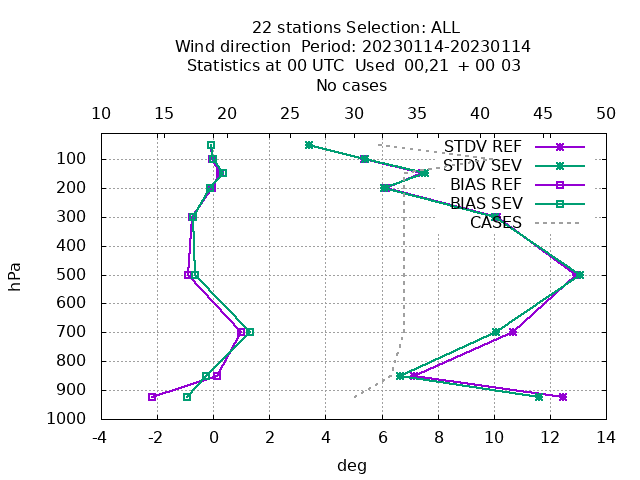 22 stations Selection: ALL
Wind direction  Period: 20230114-20230114
Statistics at 00 UTC  Used  00,21  + 00 03
No cases
10 15 20 25 30 35 40 45 50
STDV REF
STDV SEV
BIAS REF
BIAS SEV
CASES
100
200
300
400
500
600
700
800
900
1000
hPa
-4 -2 0 2 4 6 8 10 12 14
deg